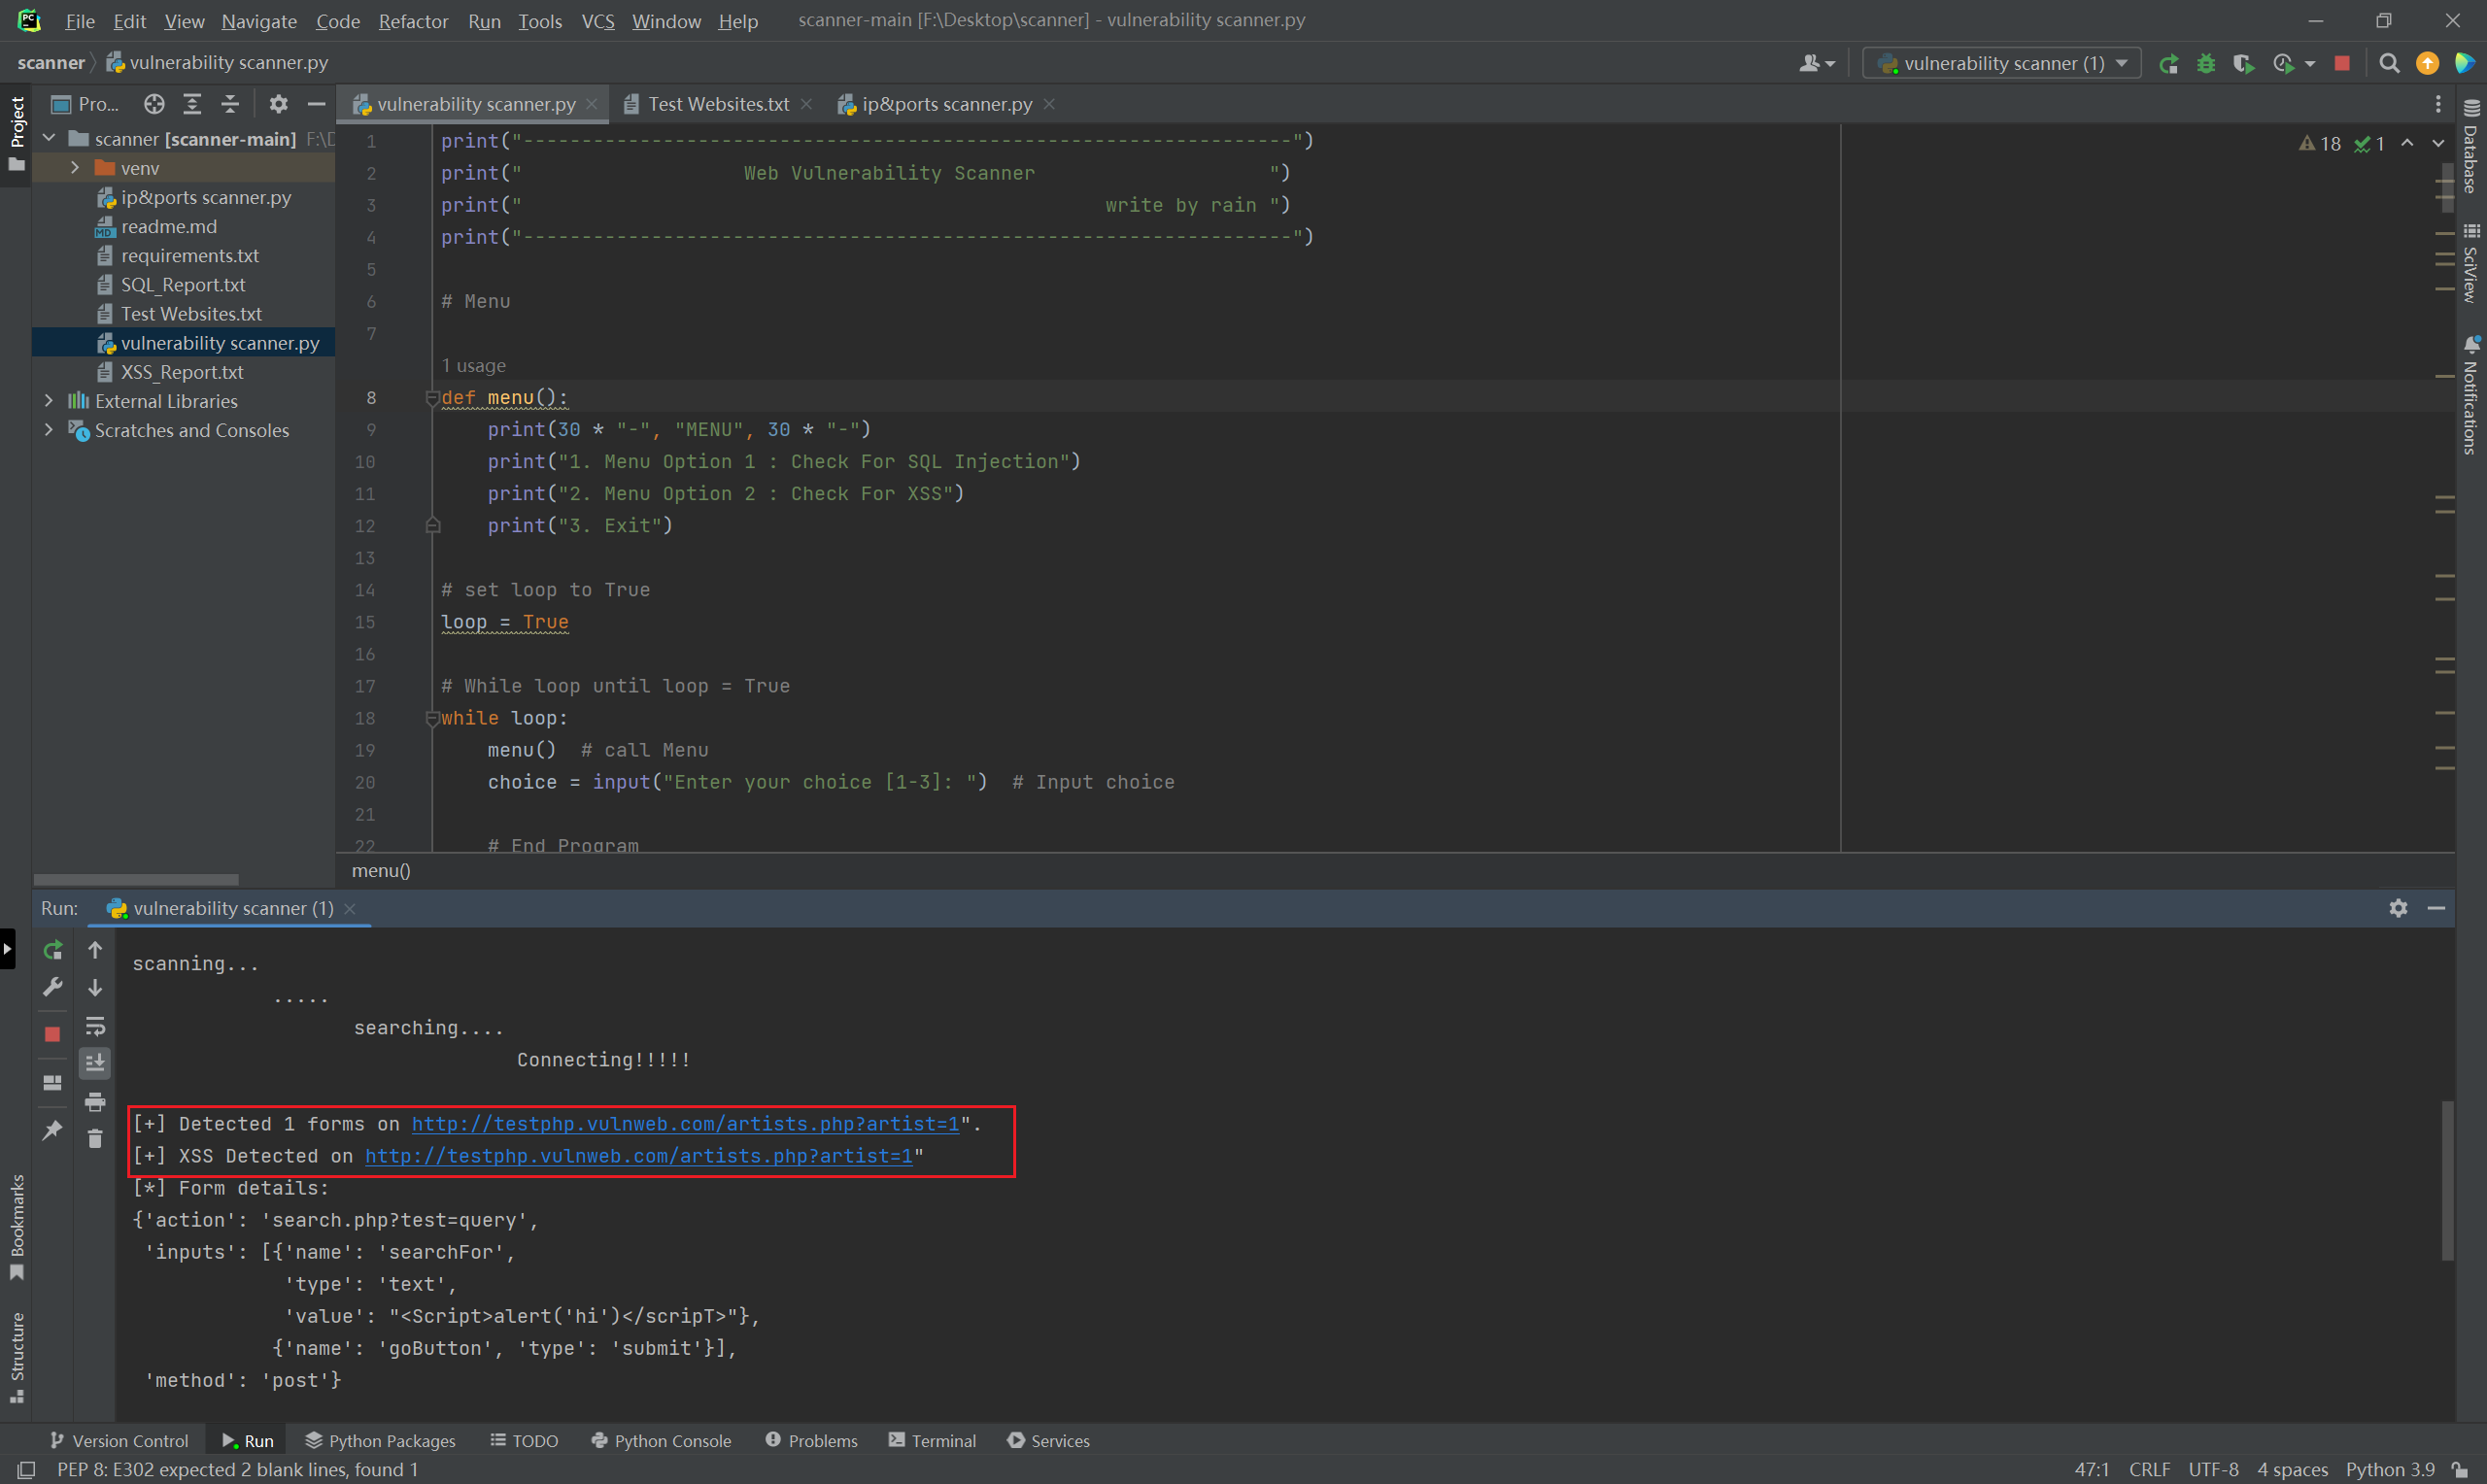 File Edit View Navigate Code Refactor Run Tools VCS Window Help scanner-main [F:\Desktop\scanner] - vulnerability scanner.py
scanner vulnerability scanner.py vulnerability scanner (1)
Pro... vulnerability scanner.py Test Websites.txt ip&ports scanner.py
Project
scanner [scanner-main] F:\D
venv
ip&ports scanner.py
readme.md
requirements.txt
SQL_Report.txt
Test Websites.txt
vulnerability scanner.py
XSS_Report.txt
External Libraries
Scratches and Consoles
18 1
1 print("------------------------------------------------------------------")
2 print("                   Web Vulnerability Scanner                    ")
3 print("                                                  write by rain ")
4 print("------------------------------------------------------------------")
5
6 # Menu
7
1 usage
8 def menu():
9     print(30 * "-", "MENU", 30 * "-")
10     print("1. Menu Option 1 : Check For SQL Injection")
11     print("2. Menu Option 2 : Check For XSS")
12     print("3. Exit")
13
14 # set loop to True
15 loop = True
16
17 # While loop until loop = True
18 while loop:
19     menu()  # call Menu
20     choice = input("Enter your choice [1-3]: ")  # Input choice
21
22     # End Program
menu()
Database
SciView
Notifications
Run: vulnerability scanner (1)
scanning...
.....
searching....
Connecting!!!!!
[+] Detected 1 forms on http://testphp.vulnweb.com/artists.php?artist=1".
[+] XSS Detected on http://testphp.vulnweb.com/artists.php?artist=1"
[*] Form details:
{'action': 'search.php?test=query',
 'inputs': [{'name': 'searchFor',
             'type': 'text',
             'value': "<Script>alert('hi')</scripT>"},
            {'name': 'goButton', 'type': 'submit'}],
 'method': 'post'}
Bookmarks
Structure
Version Control Run Python Packages TODO Python Console Problems Terminal Services
PEP 8: E302 expected 2 blank lines, found 1 47:1 CRLF UTF-8 4 spaces Python 3.9